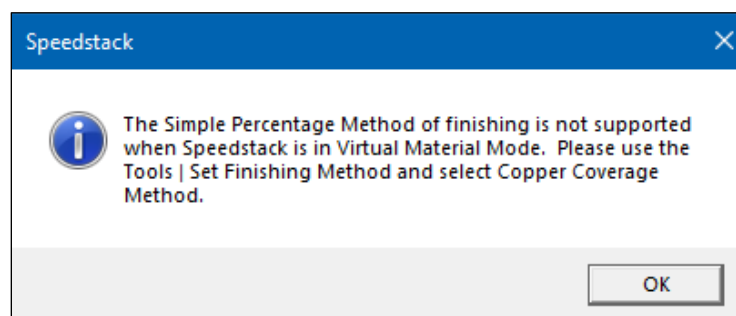 Speedstack
The Simple Percentage Method of finishing is not supported
when Speedstack is in Virtual Material Mode.  Please use the
Tools | Set Finishing Method and select Copper Coverage
Method.
OK